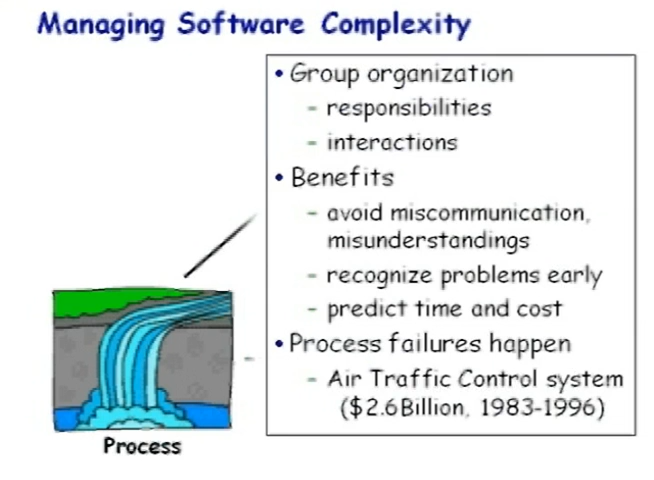 Managing Software Complexity
• Group organization
- responsibilities
- interactions
• Benefits
- avoid miscommunication,
misunderstandings
- recognize problems early
- predict time and cost
• Process failures happen
- Air Traffic Control system
($2.6Billion, 1983-1996)
Process